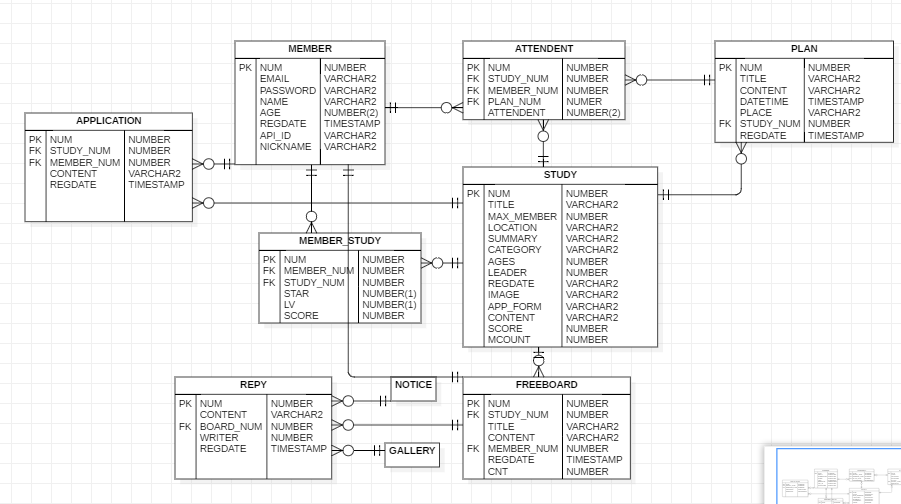 MEMBER
PK NUM NUMBER
EMAIL VARCHAR2
PASSWORD VARCHAR2
NAME VARCHAR2
AGE NUMBER(2)
REGDATE TIMESTAMP
API_ID VARCHAR2
NICKNAME VARCHAR2
ATTENDENT
PK NUM NUMBER
FK STUDY_NUM NUMBER
FK MEMBER_NUM NUMBER
FK PLAN_NUM NUMER
ATTENDENT NUMBER(2)
PLAN
PK NUM NUMBER
TITLE VARCHAR2
CONTENT VARCHAR2
DATETIME TIMESTAMP
PLACE VARCHAR2
FK STUDY_NUM NUMBER
REGDATE TIMESTAMP
APPLICATION
PK NUM NUMBER
FK STUDY_NUM NUMBER
FK MEMBER_NUM NUMBER
CONTENT VARCHAR2
REGDATE TIMESTAMP
STUDY
PK NUM NUMBER
TITLE VARCHAR2
MAX_MEMBER NUMBER
LOCATION VARCHAR2
SUMMARY VARCHAR2
CATEGORY VARCHAR2
AGES NUMBER
LEADER NUMBER
REGDATE VARCHAR2
IMAGE VARCHAR2
APP_FORM VARCHAR2
CONTENT VARCHAR2
SCORE NUMBER
MCOUNT NUMBER
MEMBER_STUDY
PK NUM NUMBER
FK MEMBER_NUM NUMBER
FK STUDY_NUM NUMBER
STAR NUMBER(1)
LV NUMBER(1)
SCORE NUMBER
REPY
PK NUM NUMBER
CONTENT VARCHAR2
FK BOARD_NUM NUMBER
WRITER NUMBER
REGDATE TIMESTAMP
NOTICE
GALLERY
FREEBOARD
PK NUM NUMBER
FK STUDY_NUM NUMBER
TITLE VARCHAR2
CONTENT VARCHAR2
FK MEMBER_NUM NUMBER
REGDATE TIMESTAMP
CNT NUMBER